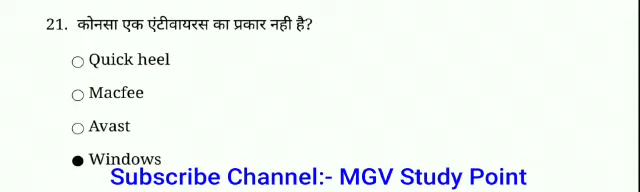 21. कोनसा एक एंटीवायरस का प्रकार नही है?
Quick heel
Macfee
Avast
Windows
Subscribe Channel:- MGV Study Point